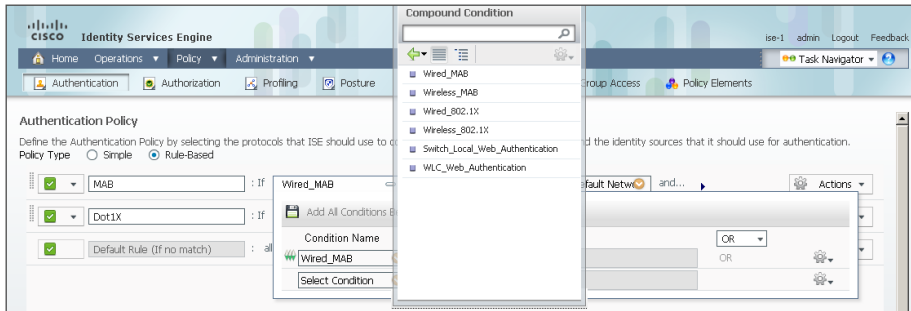 Compound Condition
CISCO Identity Services Engine
ise-1 admin Logout Feedback
Home Operations Policy Administration
Task Navigator
Authentication Authorization Profiling Posture
Group Access Policy Elements
Wired_MAB
Wireless_MAB
Wired_802.1X
Wireless_802.1X
Switch_Local_Web_Authentication
WLC_Web_Authentication
Authentication Policy
Define the Authentication Policy by selecting the protocols that ISE should use to
the identity sources that it should use for authentication.
Policy Type Simple Rule-Based
MAB : If Wired_MAB and... Actions
Dot1X : If Add All Conditions
Condition Name OR
Default Rule (If no match) :
Wired_MAB OR
Select Condition